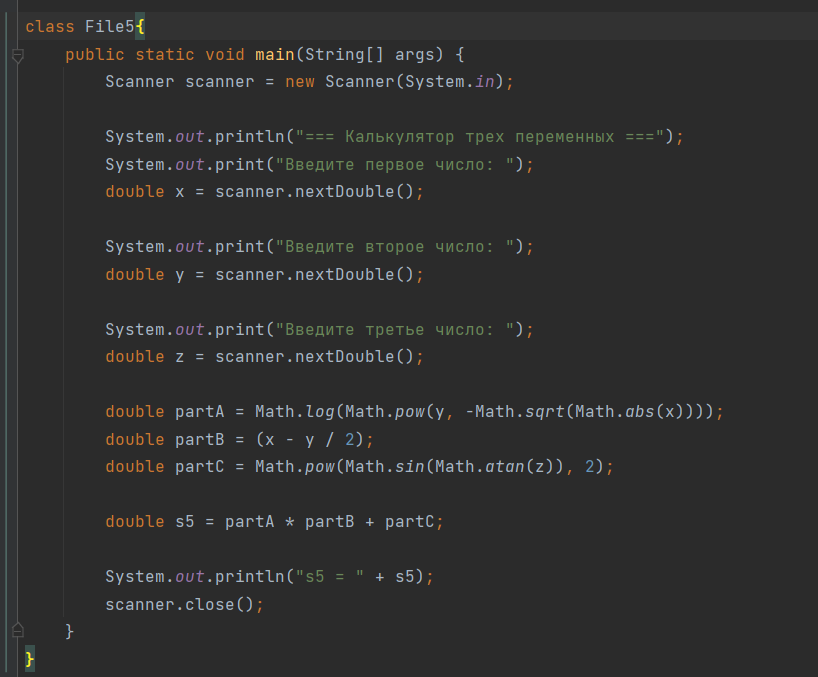 class File5{
public static void main(String[] args) {
Scanner scanner = new Scanner(System.in);
System.out.println("=== Калькулятор трех переменных ===");
System.out.print("Введите первое число: ");
double x = scanner.nextDouble();
System.out.print("Введите второе число: ");
double y = scanner.nextDouble();
System.out.print("Введите третье число: ");
double z = scanner.nextDouble();
double partA = Math.log(Math.pow(y, -Math.sqrt(Math.abs(x))));
double partB = (x - y / 2);
double partC = Math.pow(Math.sin(Math.atan(z)), 2);
double s5 = partA * partB + partC;
System.out.println("s5 = " + s5);
scanner.close();
}
}